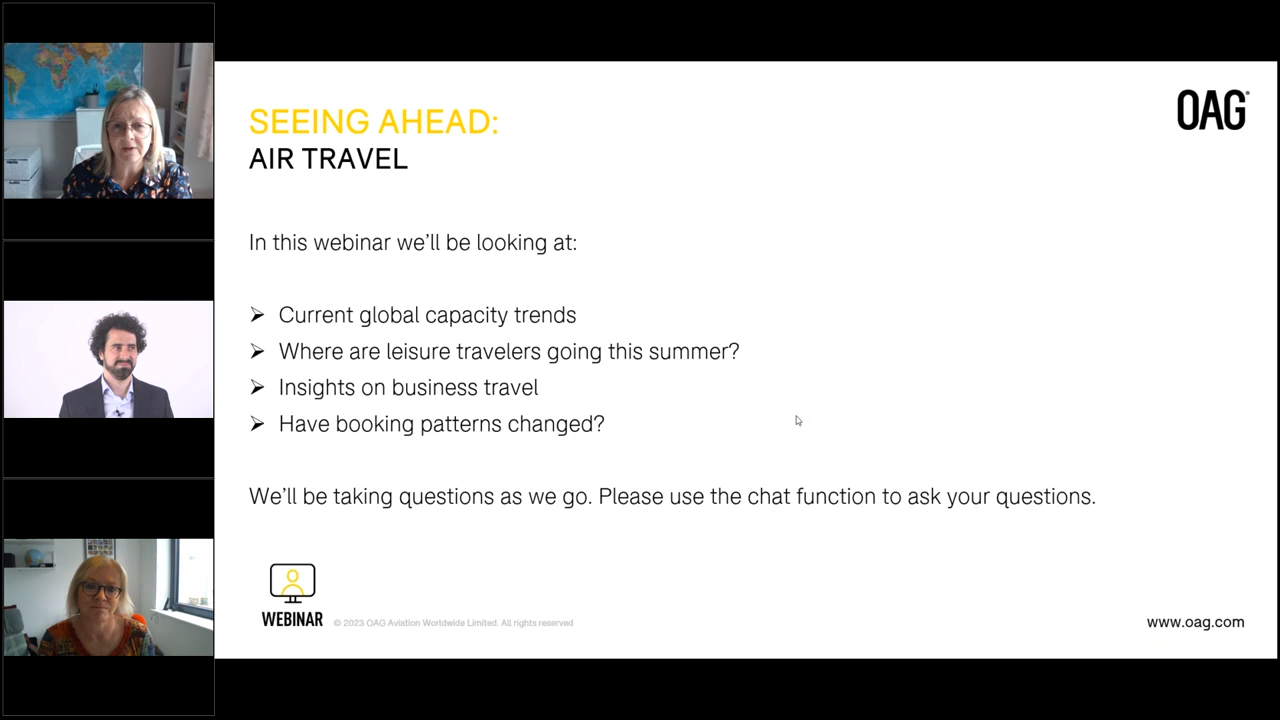 SEEING AHEAD:
AIR TRAVEL
OAG
In this webinar we'll be looking at:
➢ Current global capacity trends
➢ Where are leisure travelers going this summer?
➢ Insights on business travel
➢ Have booking patterns changed?
We'll be taking questions as we go. Please use the chat function to ask your questions.
WEBINAR
© 2023 OAG Aviation Worldwide Limited. All rights reserved
www.oag.com